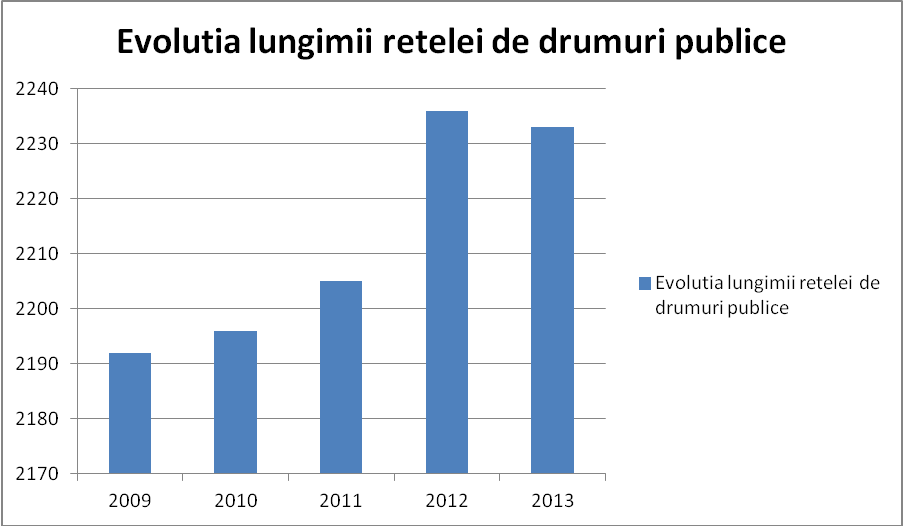 Evolutia lungimii retelei de drumuri publice
2240
2230
2220
2210
2200
2190
2180
2170
2009 2010 2011 2012 2013
Evolutia lungimii retelei de
drumuri publice